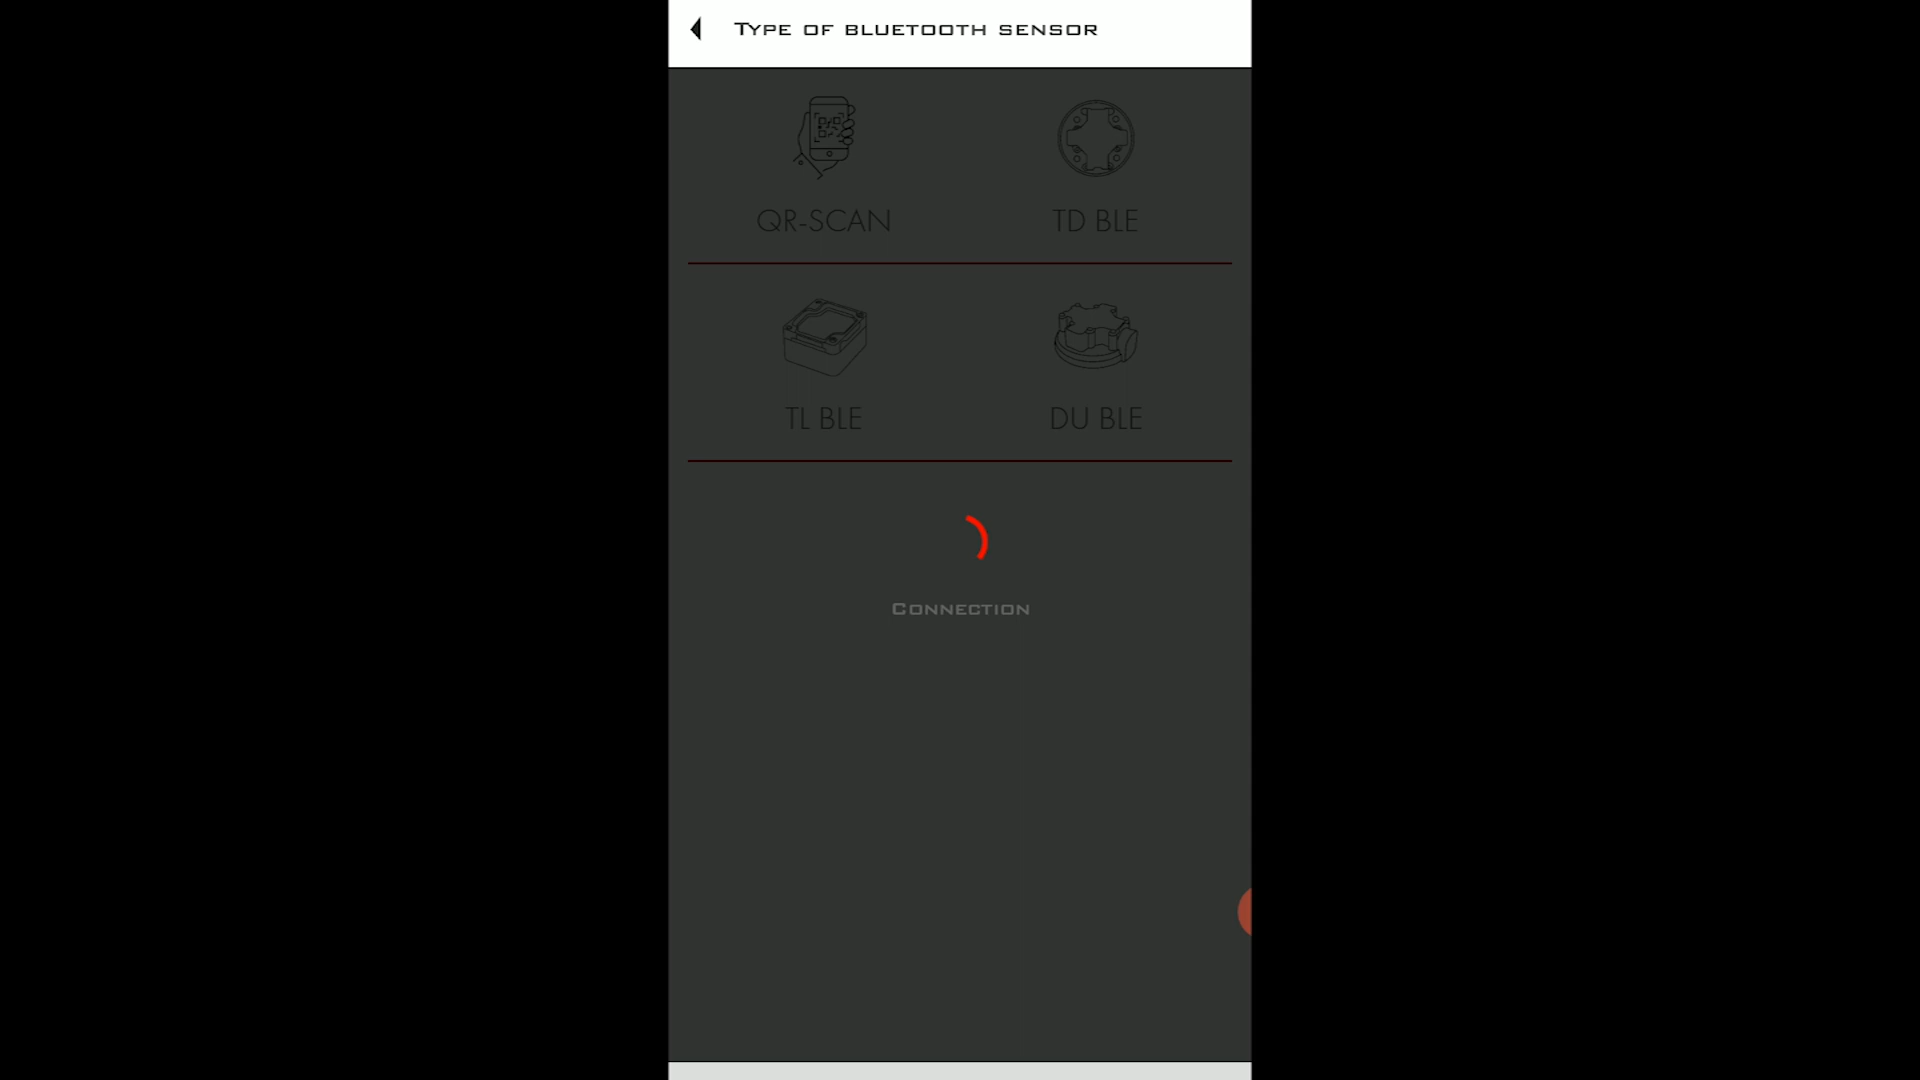 Type of bluetooth sensor
QR-SCAN
TD BLE
TL BLE
DU BLE
Connection